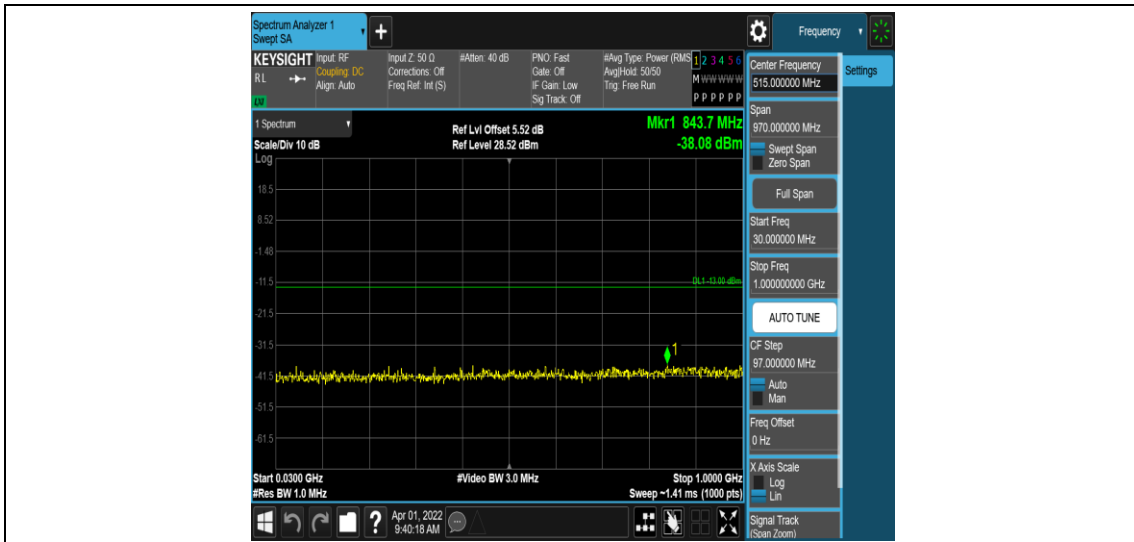 Spectrum Analyzer 1
Swept SA
+
Frequency
KEYSIGHT
RL
LXI
Input: RF
Coupling: DC
Align: Auto
Input Z: 50 Ω
Corrections: Off
Freq Ref: Int (S)
#Atten: 40 dB
PNO: Fast
Gate: Off
IF Gain: Low
Sig Track: Off
#Avg Type: Power (RMS
Avg|Hold: 50/50
Trig: Free Run
1 2 3 4 5 6
M W W W W W
P P P P P P
Center Frequency
515.000000 MHz
Settings
1 Spectrum
Scale/Div 10 dB
Log
Ref Lvl Offset 5.52 dB
Ref Level 28.52 dBm
Mkr1 843.7 MHz
-38.08 dBm
Span
970.000000 MHz
Swept Span
Zero Span
Full Span
Start Freq
30.000000 MHz
Stop Freq
1.000000000 GHz
AUTO TUNE
CF Step
97.000000 MHz
Auto
Man
Freq Offset
0 Hz
X Axis Scale
Log
Lin
Signal Track
(Span Zoom)
18.5
8.52
-1.48
-11.5
DL1 -13.00 dBm
-21.5
-31.5
1
-41.5
-51.5
-61.5
Start 0.0300 GHz
#Video BW 3.0 MHz
Stop 1.0000 GHz
#Res BW 1.0 MHz
Sweep ~1.41 ms (1000 pts)
?
Apr 01, 2022
9:40:18 AM